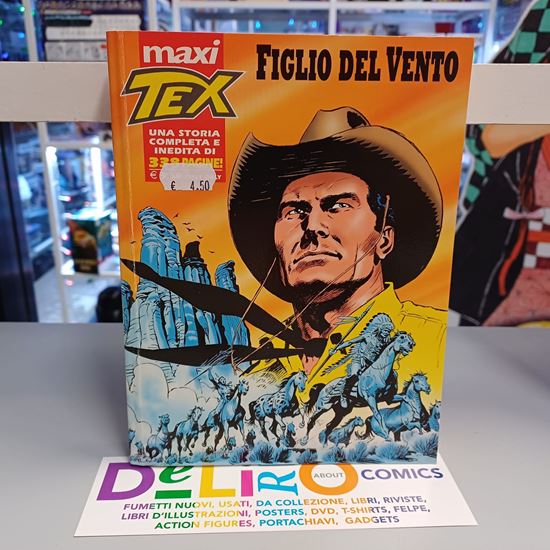 maxi
TEX
FIGLIO DEL VENTO
UNA STORIA
COMPLETA E
INEDITA DI
338 PAGINE!
€ 4,50
DELIRO ABOUT COMICS
FUMETTI NUOVI, USATI, DA COLLEZIONE, LIBRI, RIVISTE,
LIBRI D'ILLUSTRAZIONI, POSTERS, DVD, T-SHIRTS, FELPE,
ACTION FIGURES, PORTACHIAVI, GADGETS